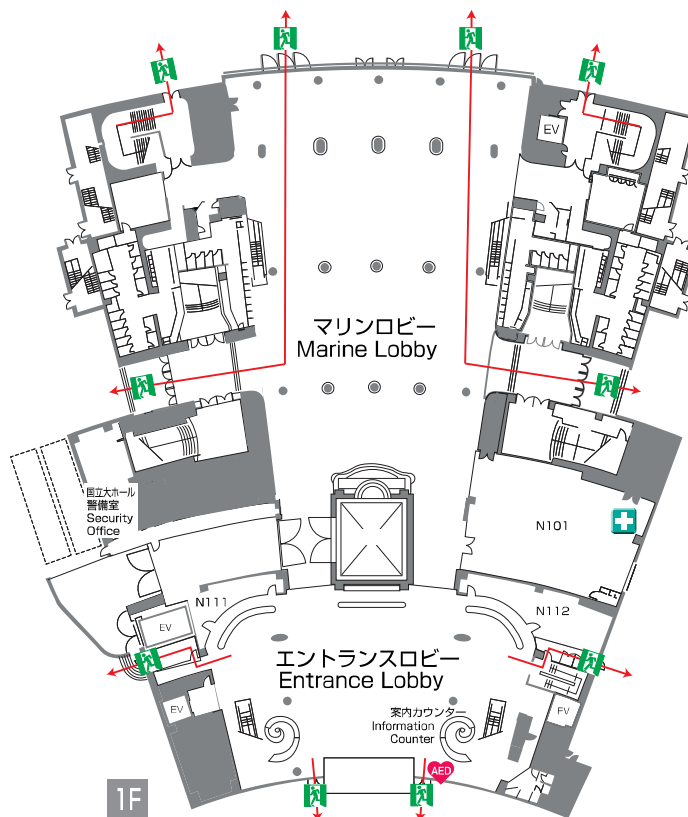 EV
マリンロビー
Marine Lobby
国立大ホール
警備室
Security
Office
N101
N111
N112
EV
エントランスロビー
Entrance Lobby
EV
案内カウンター
Information
Counter
EV
AED
1F